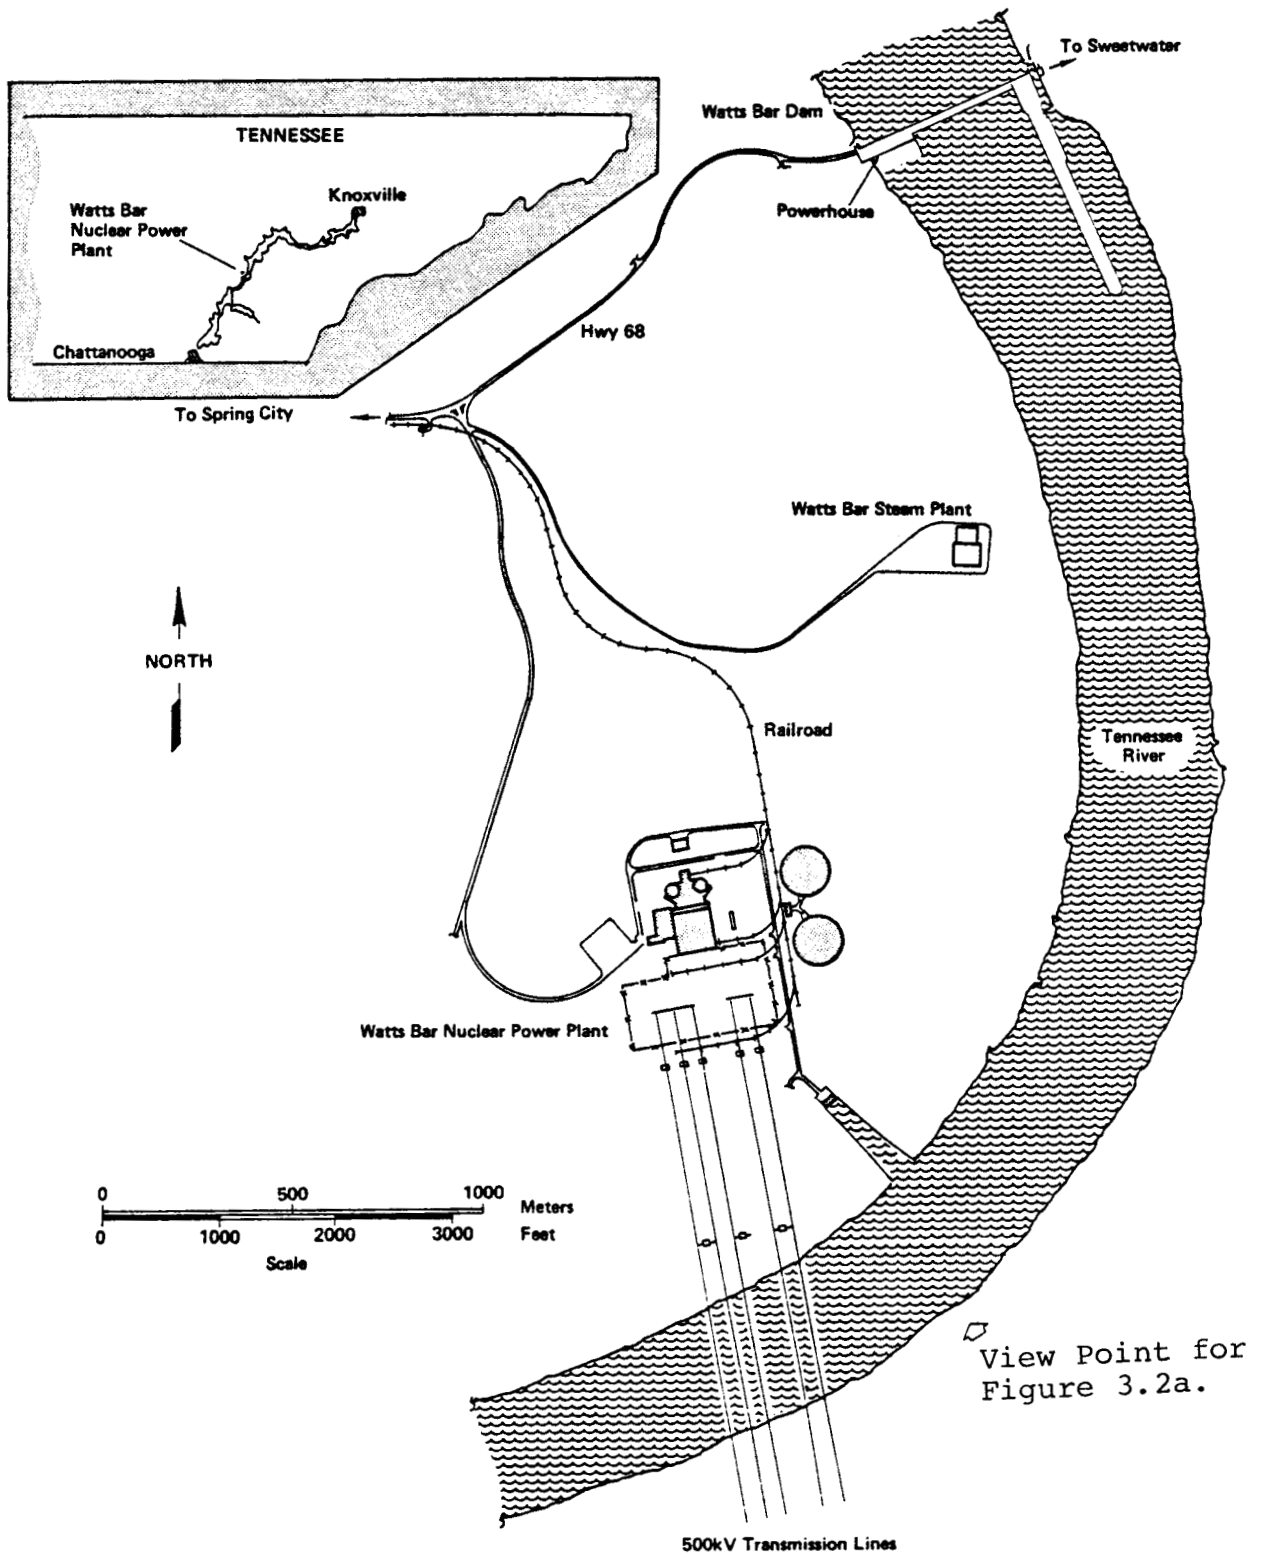 To Sweetwater
Watts Bar Dam
TENNESSEE
Knoxville
Watts Bar
Nuclear Power
Plant
Powerhouse
Hwy 68
Chattanooga
To Spring City
Watts Bar Steam Plant
NORTH
Railroad
Tennessee
River
Watts Bar Nuclear Power Plant
0 500 1000
Meters
0 1000 2000 3000 Feet
Scale
View Point for
Figure 3.2a.
500kV Transmission Lines